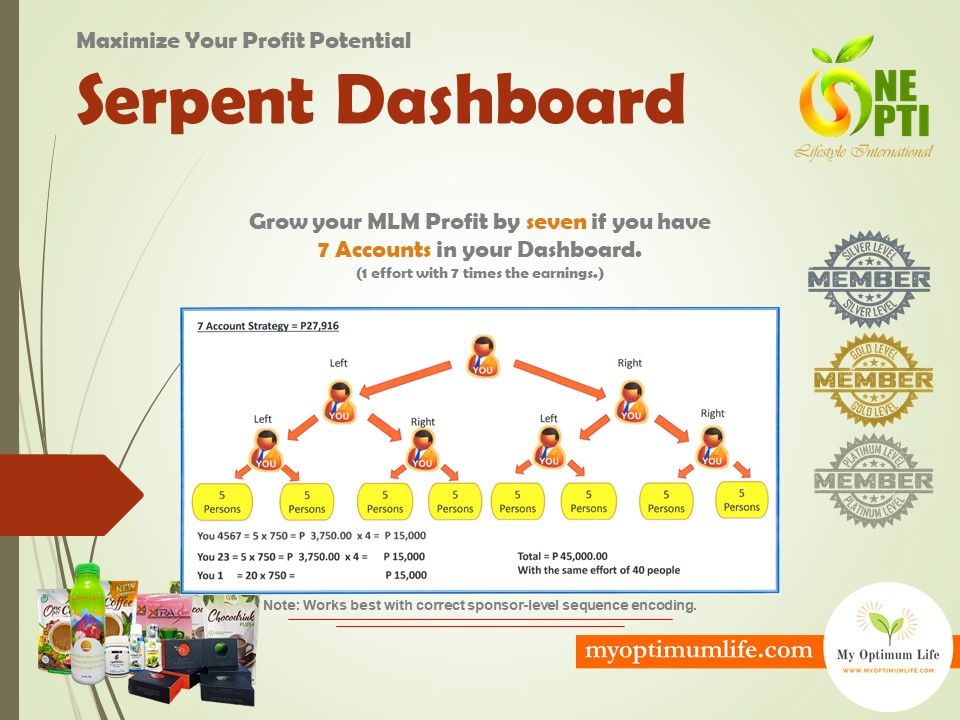 Maximize Your Profit Potential
Serpent Dashboard
NE
PTI
Lifestyle International
Grow your MLM Profit by seven if you have
7 Accounts in your Dashboard.
(1 effort with 7 times the earnings.)
SILVER LEVEL
MEMBER
SILVER LEVEL
GOLD LEVEL
MEMBER
GOLD LEVEL
PLATINUM LEVEL
MEMBER
PLATINUM LEVEL
7 Account Strategy = P27,916
YOU
Left
Right
YOU
YOU
Left
Right
Left
Right
YOU
YOU
YOU
YOU
5
Persons
5
Persons
5
Persons
5
Persons
5
Persons
5
Persons
5
Persons
5
Persons
You 4567 = 5 x 750 = P 3,750.00 x 4 = P 15,000
You 23 = 5 x 750 = P 3,750.00 x 4 = P 15,000
You 1 = 20 x 750 = P 15,000
Total = P 45,000.00
With the same effort of 40 people
Note: Works best with correct sponsor-level sequence encoding.
NEW
Coffee
XTRA
Chocodrink
PLUS+
myoptimumlife.com
My Optimum Life
WWW.MYOPTIMUMLIFE.COM